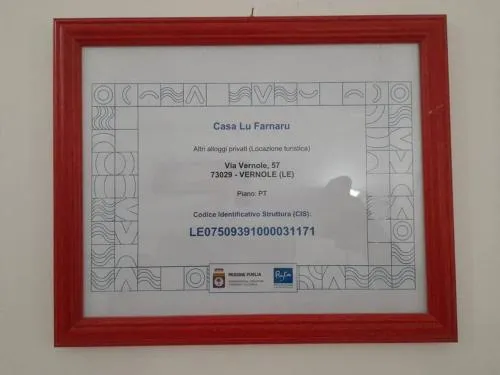 Casa Lu Farnaru
Altri alloggi privati (Locazione turistica)
Via Vernole, 57
73029 - VERNOLE (LE)
Piano: PT
Codice Identificativo Struttura (CIS):
LE07509391000031171
REGIONE PUGLIA